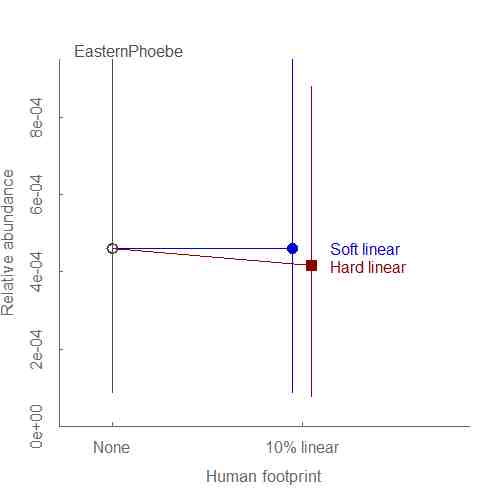 EasternPhoebe
Relative abundance
8e-04
6e-04
4e-04
2e-04
0e+00
Soft linear
Hard linear
None
10% linear
Human footprint